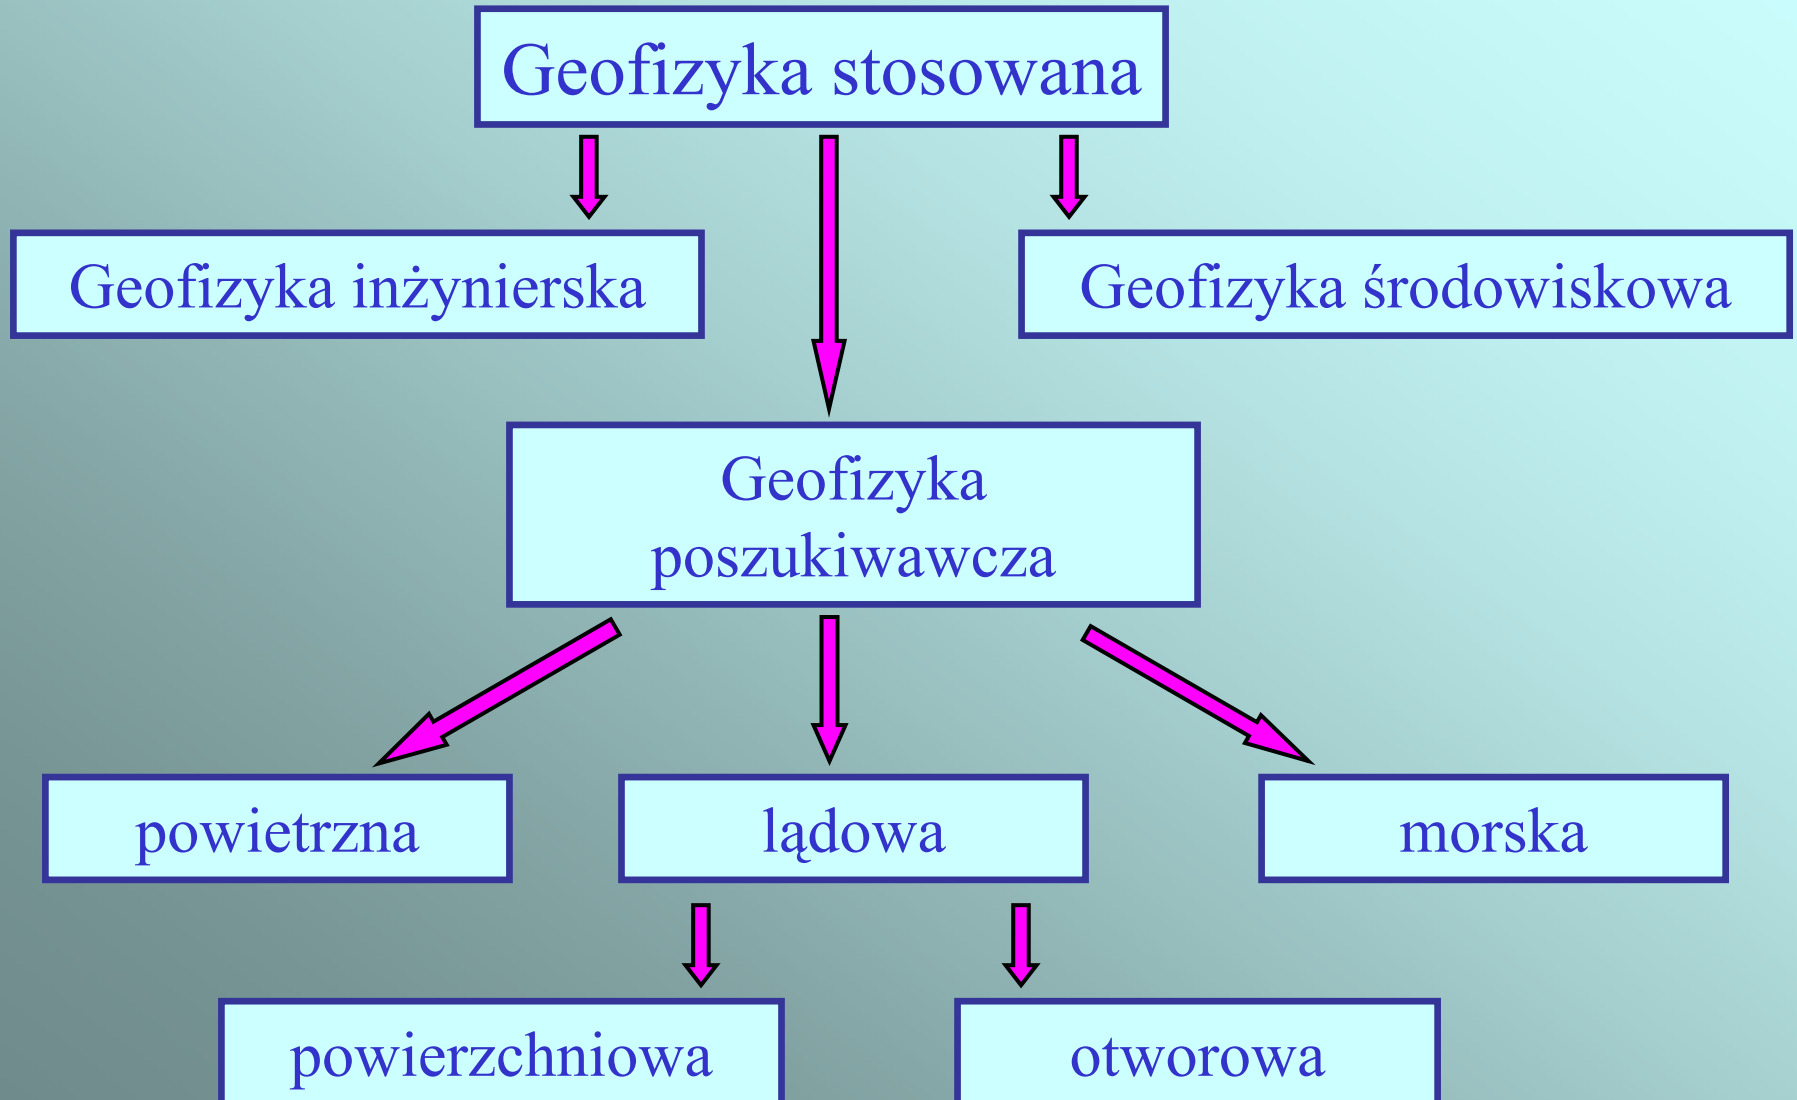 Geofizyka stosowana
Geofizyka inżynierska
Geofizyka środowiskowa
Geofizyka
poszukiwawcza
powietrzna
lądowa
morska
powierzchniowa
otworowa